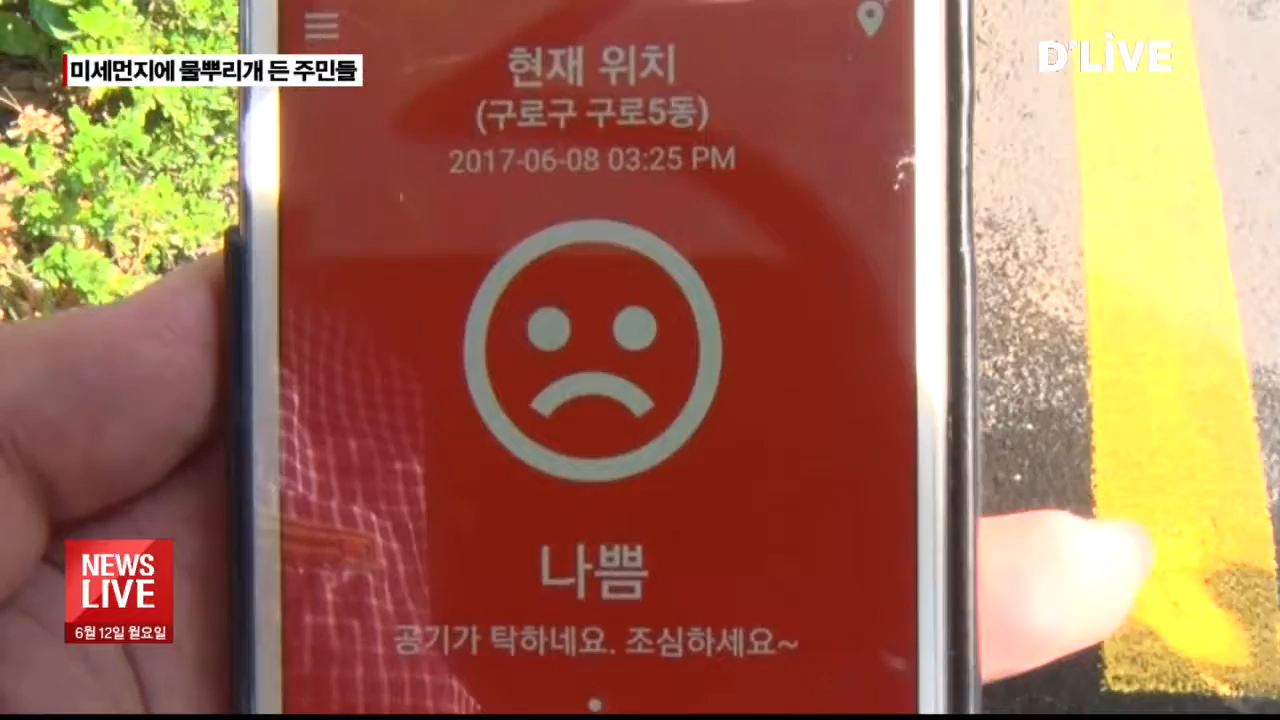 미세먼지에 물뿌리개 든 주민들
D'LIVE
현재 위치
(구로구 구로5동)
2017-06-08 03:25 PM
나쁨
공기가 탁하네요. 조심하세요~
NEWS
LIVE
6월 12일 월요일